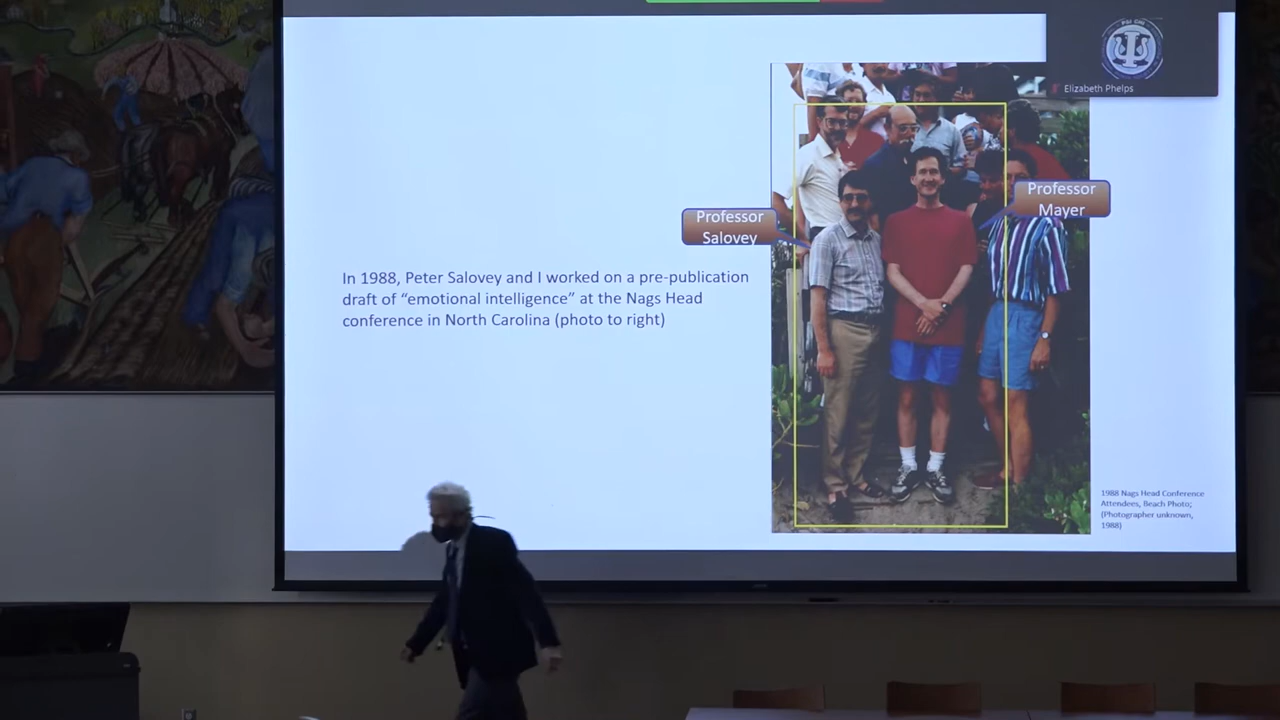 PSI CHI
Elizabeth Phelps
Professor
Salovey
Professor
Mayer
In 1988, Peter Salovey and I worked on a pre-publication
draft of “emotional intelligence” at the Nags Head
conference in North Carolina (photo to right)
1988 Nags Head Conference
Attendees, Beach Photo;
(Photographer unknown,
1988)